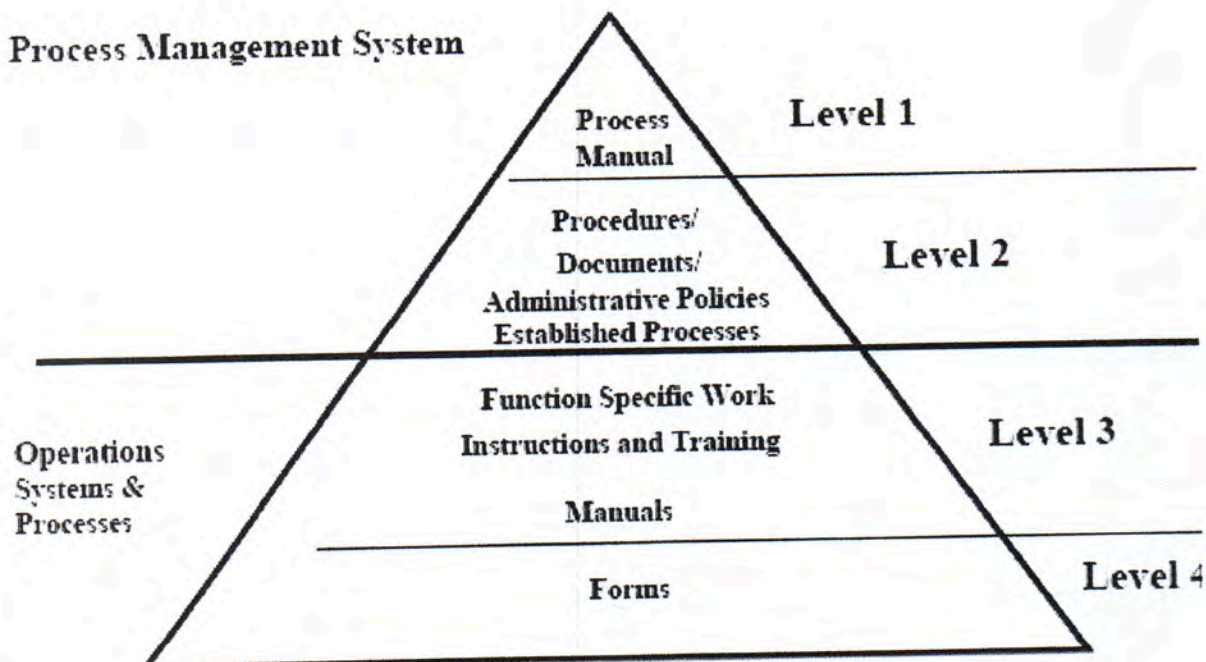 Process Management System
Process
Manual
Level 1
Procedures/
Documents/
Administrative Policies
Established Processes
Level 2
Operations
Systems &
Processes
Function Specific Work
Instructions and Training
Manuals
Level 3
Forms
Level 4